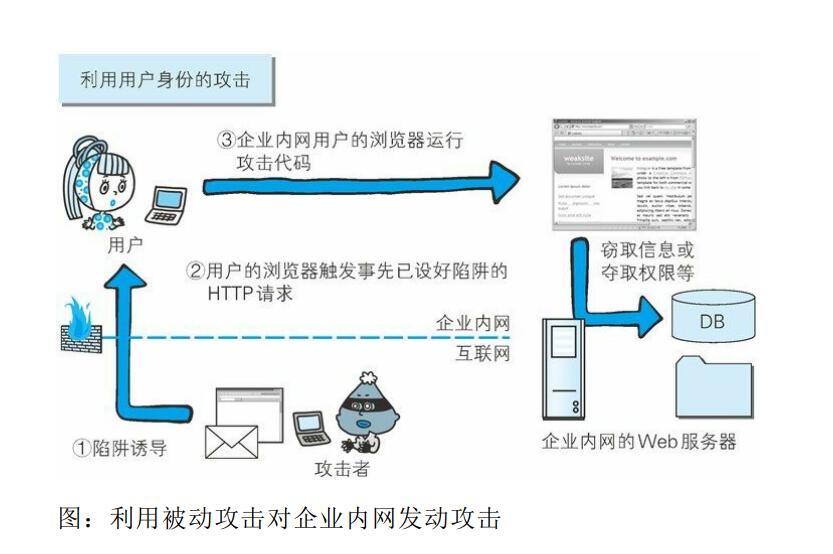 利用用户身份的攻击
③企业内网用户的浏览器运行
攻击代码
weaksite
Welcome to example.com
用户
②用户的浏览器触发事先已设好陷阱的
HTTP请求
窃取信息或
夺取权限等
DB
企业内网
互联网
①陷阱诱导
攻击者
企业内网的Web服务器
图：利用被动攻击对企业内网发动攻击